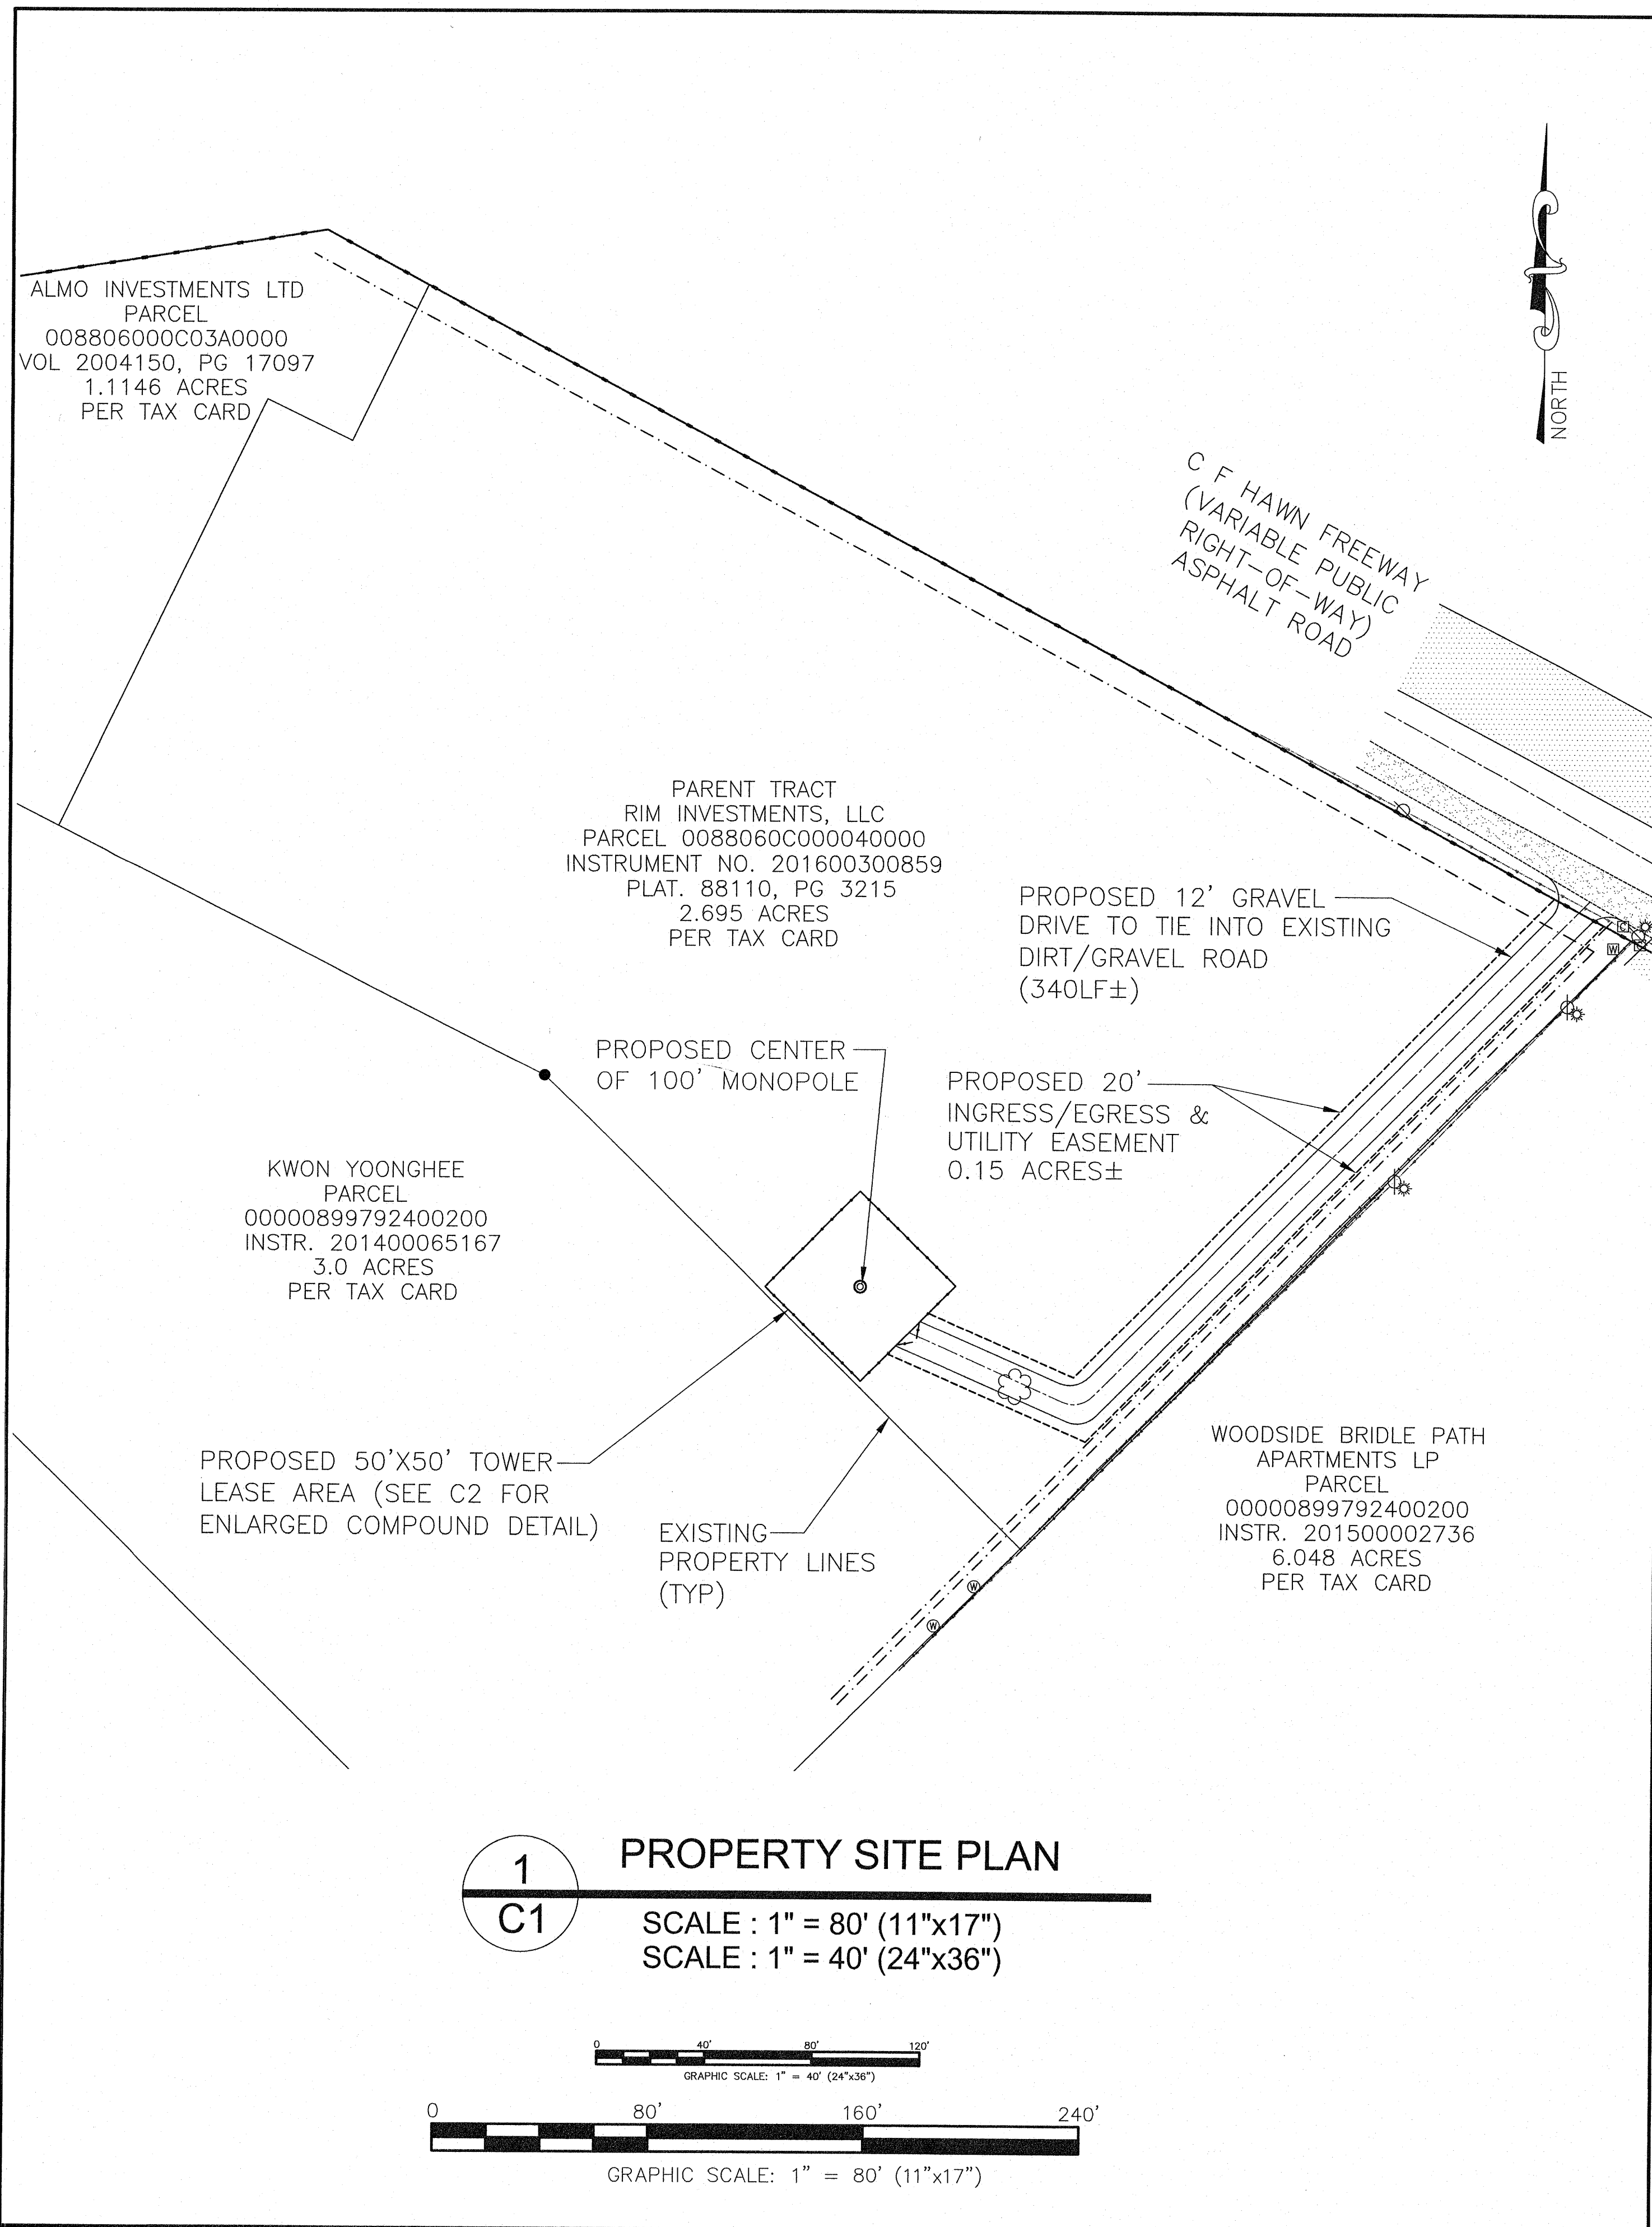 NORTH
ALMO INVESTMENTS LTD
PARCEL
008806000C03A0000
VOL 2004150, PG 17097
1.1146 ACRES
PER TAX CARD
C F HAWN FREEWAY
(VARIABLE PUBLIC
RIGHT-OF-WAY)
ASPHALT ROAD
PARENT TRACT
RIM INVESTMENTS, LLC
PARCEL 0088060C000040000
INSTRUMENT NO. 201600300859
PLAT. 88110, PG 3215
2.695 ACRES
PER TAX CARD
PROPOSED 12' GRAVEL
DRIVE TO TIE INTO EXISTING
DIRT/GRAVEL ROAD
(340LF±)
C
W
PROPOSED CENTER
OF 100' MONOPOLE
PROPOSED 20'
INGRESS/EGRESS &
UTILITY EASEMENT
0.15 ACRES±
KWON YOONGHEE
PARCEL
00000899792400200
INSTR. 201400065167
3.0 ACRES
PER TAX CARD
PROPOSED 50'X50' TOWER
LEASE AREA (SEE C2 FOR
ENLARGED COMPOUND DETAIL)
EXISTING
PROPERTY LINES
(TYP)
WOODSIDE BRIDLE PATH
APARTMENTS LP
PARCEL
00000899792400200
INSTR. 201500002736
6.048 ACRES
PER TAX CARD
W
W
1
C1
PROPERTY SITE PLAN
SCALE : 1" = 80' (11"x17")
SCALE : 1" = 40' (24"x36")
0 40' 80' 120'
GRAPHIC SCALE: 1" = 40' (24"x36")
0 80' 160' 240'
GRAPHIC SCALE: 1" = 80' (11"x17")